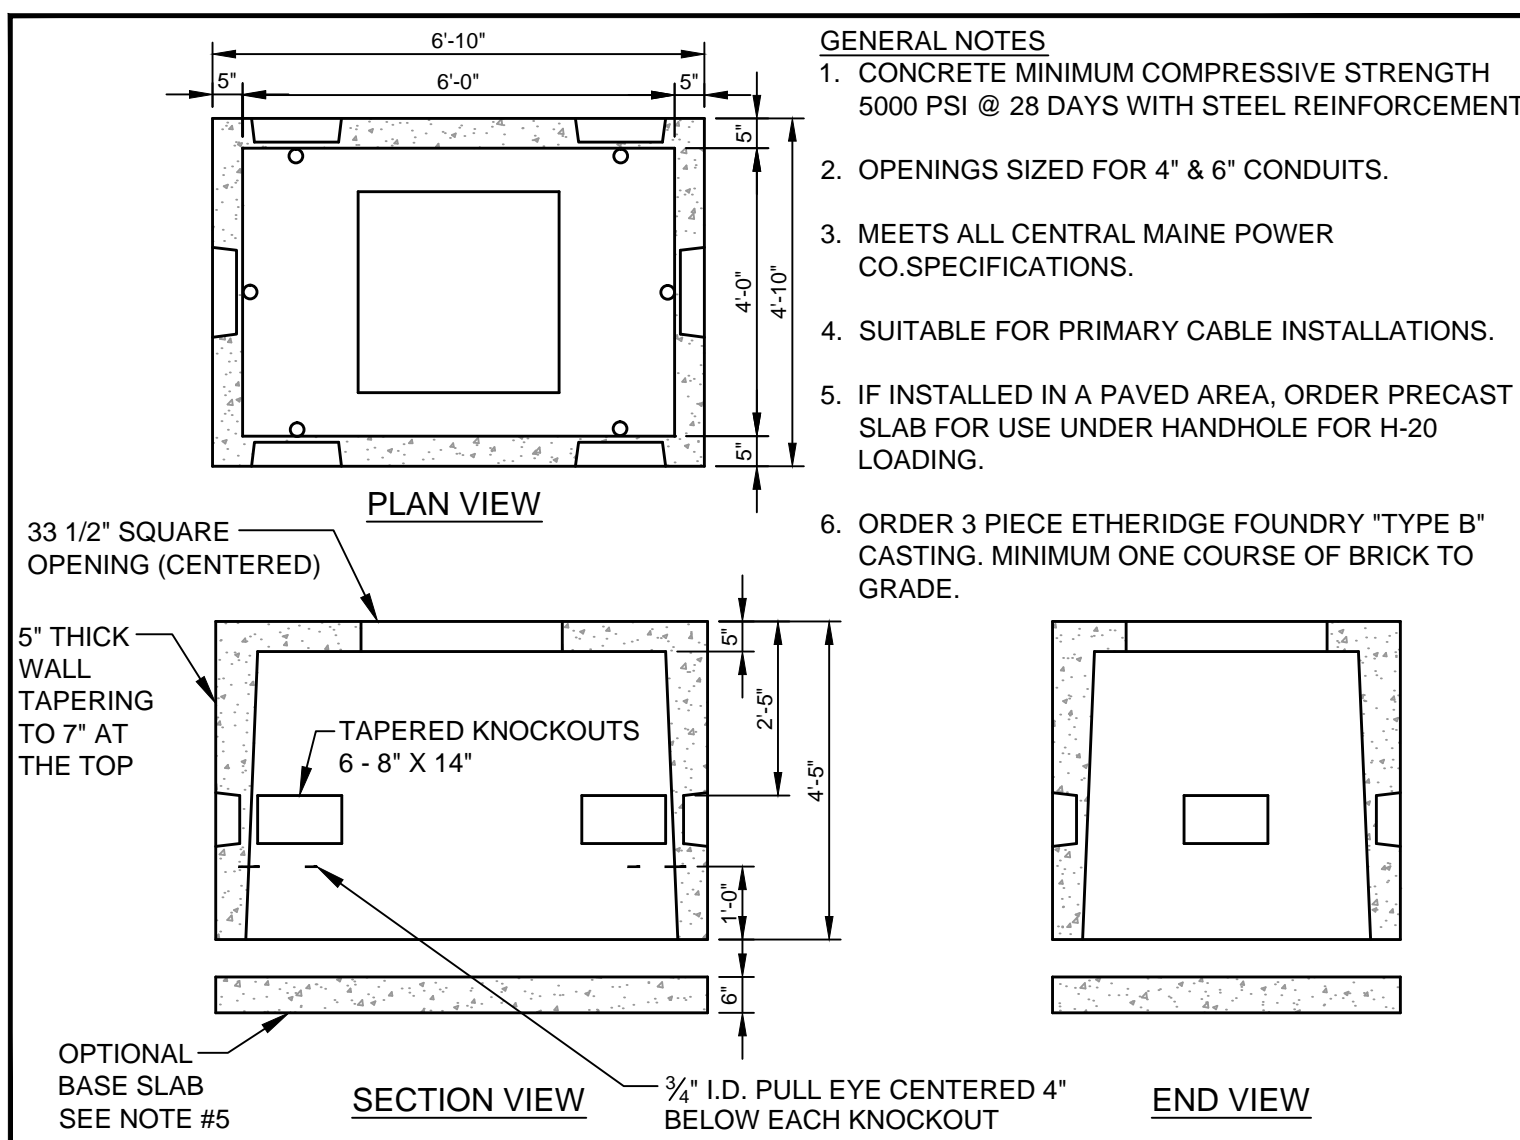 6'-10"
5"
6'-0"
5"
5"
4'-0"
4'-10"
5"
PLAN VIEW
GENERAL NOTES
1. CONCRETE MINIMUM COMPRESSIVE STRENGTH
5000 PSI @ 28 DAYS WITH STEEL REINFORCEMENT
2. OPENINGS SIZED FOR 4" & 6" CONDUITS.
3. MEETS ALL CENTRAL MAINE POWER
CO.SPECIFICATIONS.
4. SUITABLE FOR PRIMARY CABLE INSTALLATIONS.
5. IF INSTALLED IN A PAVED AREA, ORDER PRECAST
SLAB FOR USE UNDER HANDHOLE FOR H-20
LOADING.
6. ORDER 3 PIECE ETHERIDGE FOUNDRY "TYPE B"
CASTING. MINIMUM ONE COURSE OF BRICK TO
GRADE.
33 1/2" SQUARE
OPENING (CENTERED)
5" THICK
WALL
TAPERING
TO 7" AT
THE TOP
TAPERED KNOCKOUTS
6 - 8" X 14"
5"
2'-5"
4'-5"
1'-0"
6"
OPTIONAL
BASE SLAB
SEE NOTE #5
SECTION VIEW
¾" I.D. PULL EYE CENTERED 4"
BELOW EACH KNOCKOUT
END VIEW